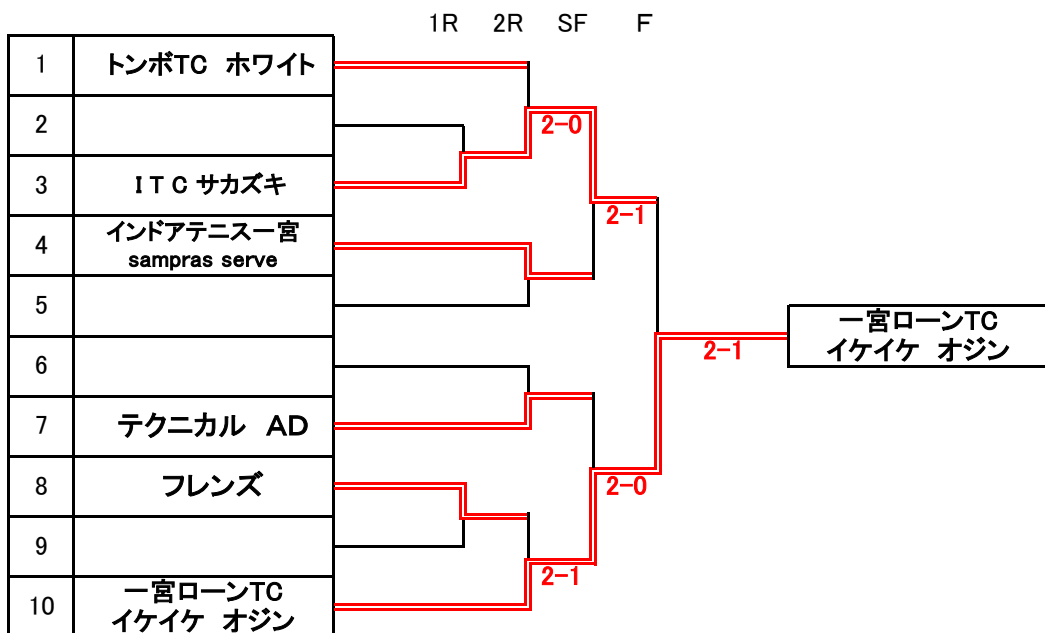 1R 2R SF F
1 トンボTC ホワイト
2
2-0
3 ITC サカズキ
2-1
4 インドアテニス一宮
sampras serve
5
一宮ローンTC
イケイケ オジン
2-1
6
7 テクニカル AD
8 フレンズ
2-0
9
2-1
10 一宮ローンTC
イケイケ オジン